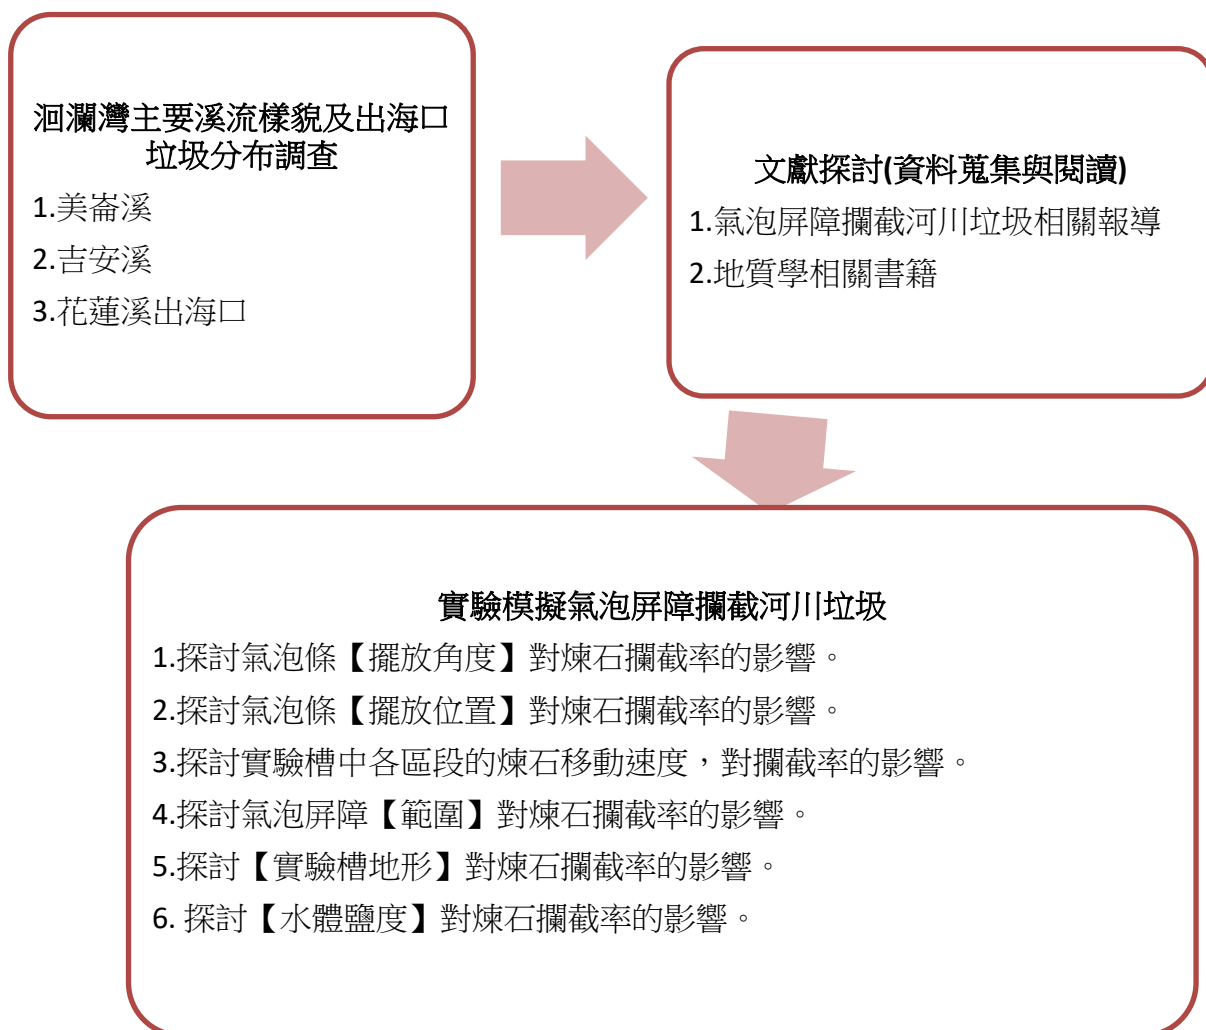 洄瀾灣主要溪流樣貌及出海口
垃圾分布調查
1.美崙溪
2.吉安溪
3.花蓮溪出海口
文獻探討(資料蒐集與閱讀)
1.氣泡屏障攔截河川垃圾相關報導
2.地質學相關書籍
實驗模擬氣泡屏障攔截河川垃圾
1.探討氣泡條【擺放角度】對煉石攔截率的影響。
2.探討氣泡條【擺放位置】對煉石攔截率的影響。
3.探討實驗槽中各區段的煉石移動速度，對攔截率的影響。
4.探討氣泡屏障【範圍】對煉石攔截率的影響。
5.探討【實驗槽地形】對煉石攔截率的影響。
6. 探討【水體鹽度】對煉石攔截率的影響。